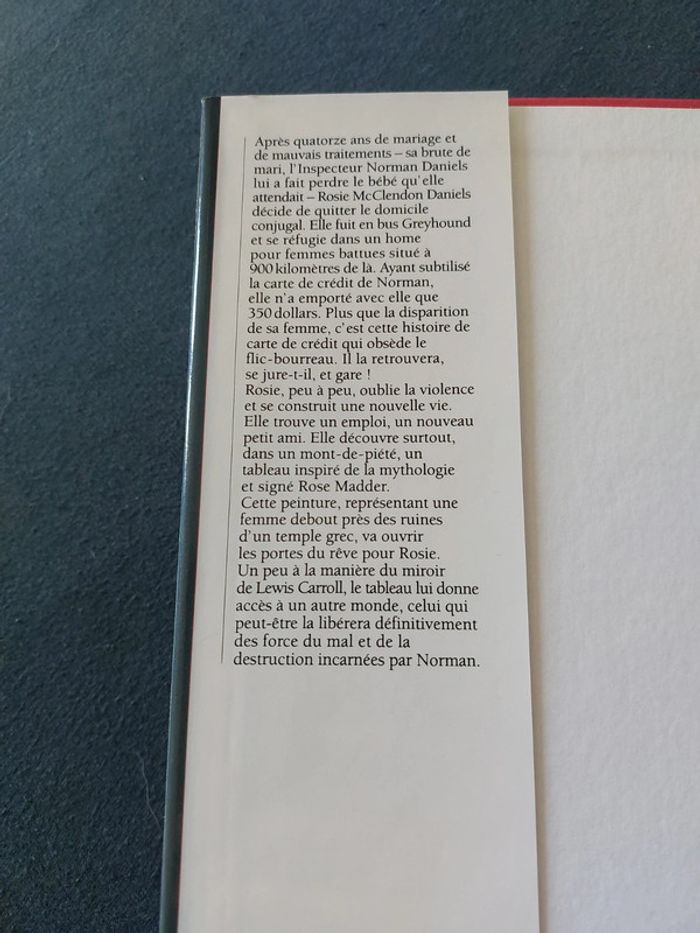 Après quatorze ans de mariage et
de mauvais traitements – sa brute de
mari, l'Inspecteur Norman Daniels
lui a fait perdre le bébé qu'elle
attendait – Rosie McClendon Daniels
décide de quitter le domicile
conjugal. Elle fuit en bus Greyhound
et se réfugie dans un home
pour femmes battues situé à
900 kilomètres de là. Ayant subtilisé
la carte de crédit de Norman,
elle n'a emporté avec elle que
350 dollars. Plus que la disparition
de sa femme, c'est cette histoire de
carte de crédit qui obsède le
flic-bourreau. Il la retrouvera,
se jure-t-il, et gare !
Rosie, peu à peu, oublie la violence
et se construit une nouvelle vie.
Elle trouve un emploi, un nouveau
petit ami. Elle découvre surtout,
dans un mont-de-piété, un
tableau inspiré de la mythologie
et signé Rose Madder.
Cette peinture, représentant une
femme debout près des ruines
d'un temple grec, va ouvrir
les portes du rêve pour Rosie.
Un peu à la manière du miroir
de Lewis Carroll, le tableau lui donne
accès à un autre monde, celui qui
peut-être la libérera définitivement
des force du mal et de la
destruction incarnées par Norman.